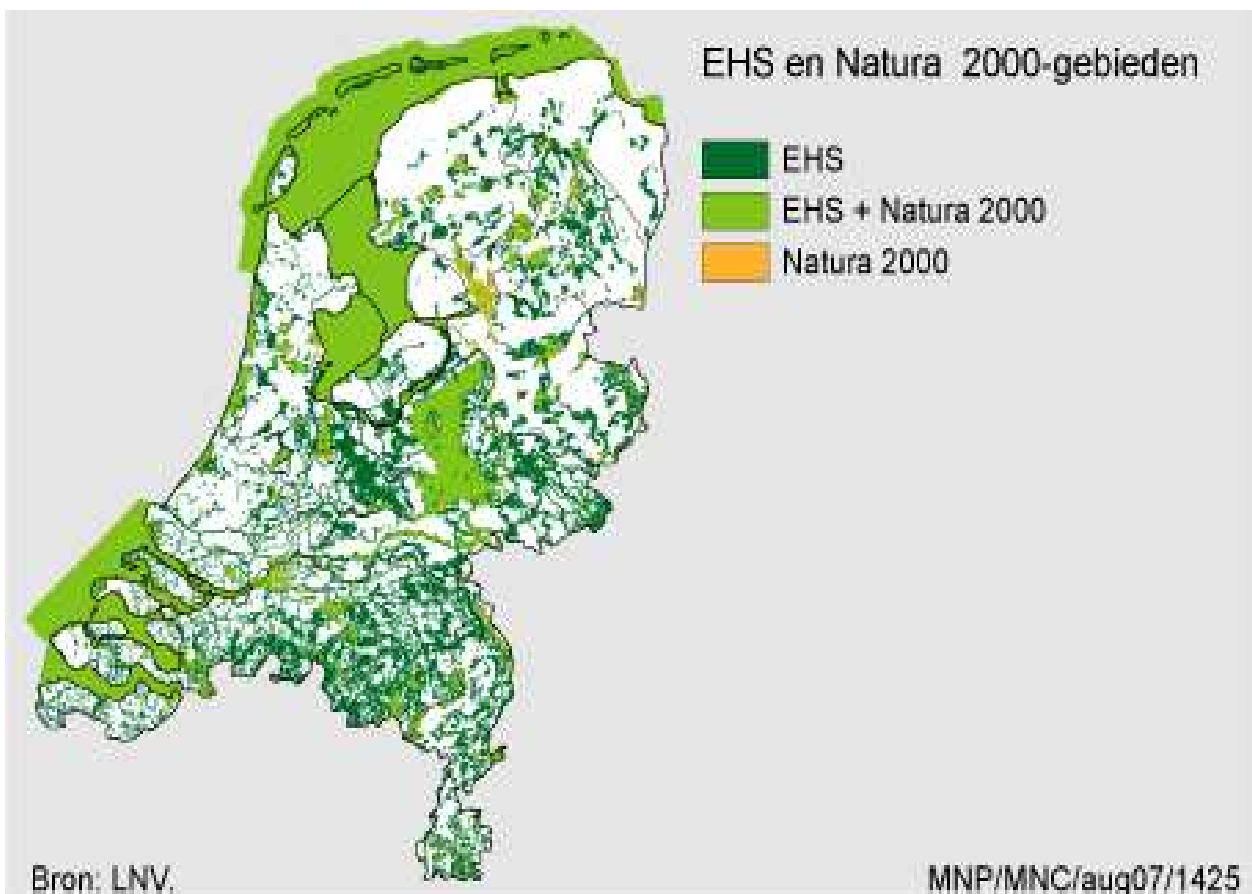 EHS en Natura 2000-gebieden
EHS
EHS + Natura 2000
Natura 2000
Bron: LNV.
MNP/MNC/aug07/1425